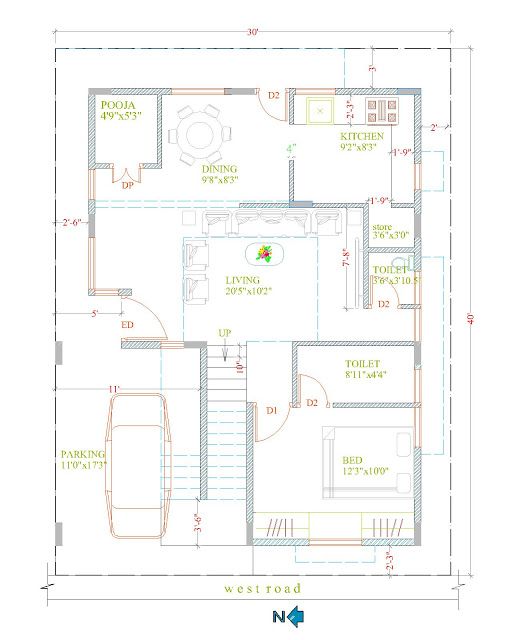 30'
3'
POOJA
4'9"x5'3"
D2
2'-3"
KITCHEN
9'2"x8'3"
2'
4"
1'-9"
DINING
9'8"x8'3"
DP
1'-9"
2'-6"
store
3'6"x3'0"
7'-8"
TOILET
3'6"x3'10.5"
LIVING
20'5"x10'2"
D2
5'
ED
40'
UP
10"
TOILET
8'11"x4'4"
11'
D1
D2
PARKING
11'0"x17'3"
BED
12'3"x10'0"
3'-6"
2'-3"
west road
N